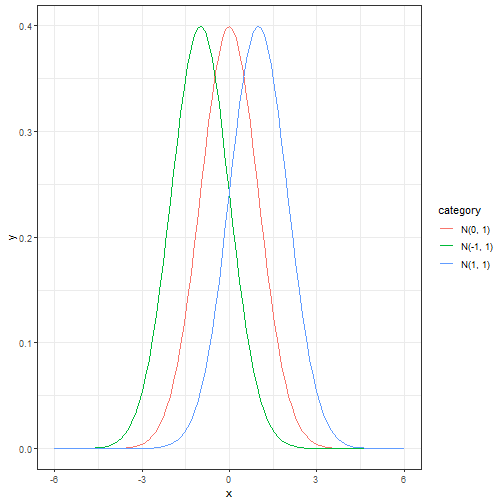 0.4
0.3
0.2
0.1
0.0
y
-6
-3
0
3
6
x
category
N(0, 1)
N(-1, 1)
N(1, 1)